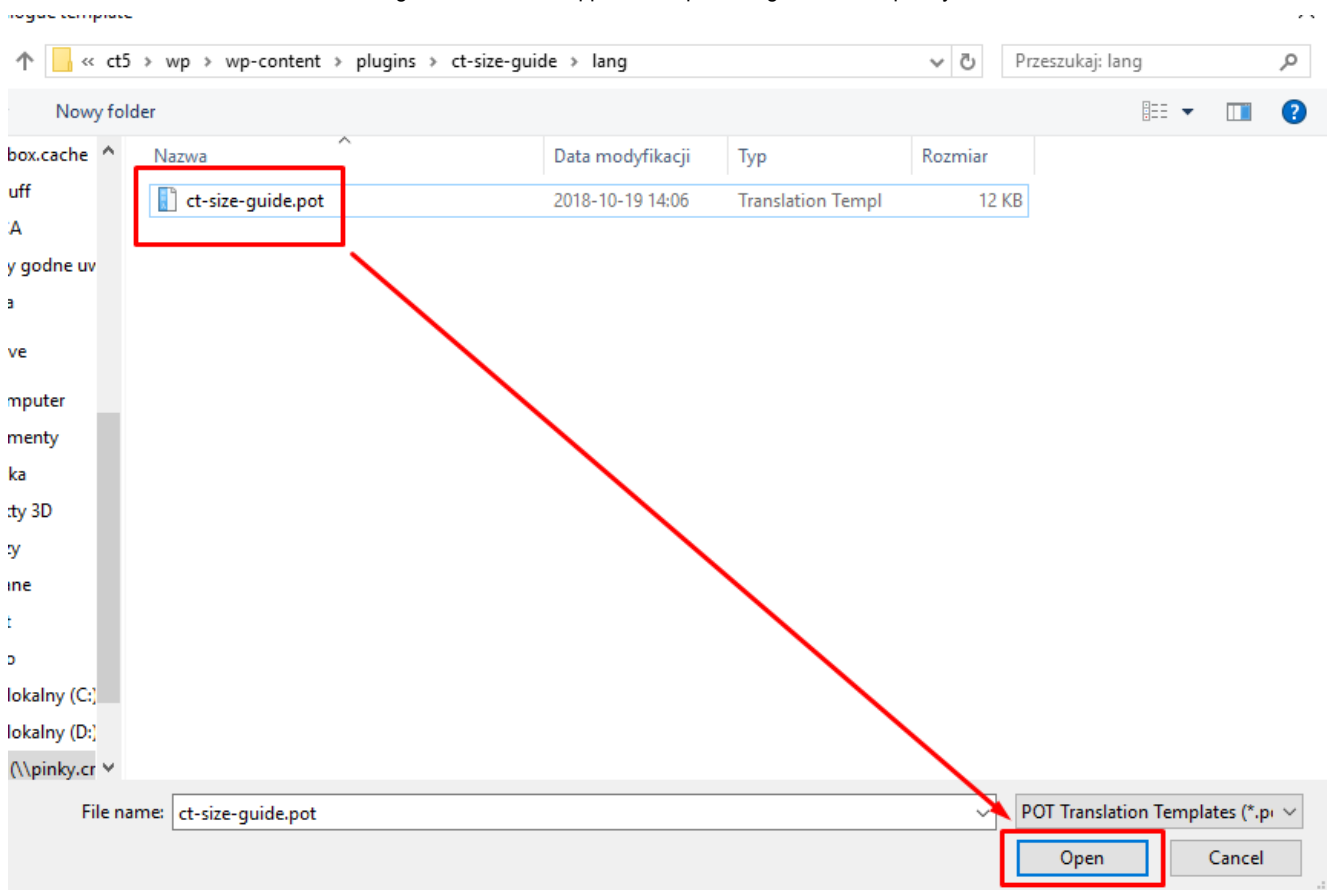 « ct5 > wp > wp-content > plugins > ct-size-guide > lang
Przeszukaj: lang
Nowy folder
Nazwa Data modyfikacji Typ Rozmiar
ct-size-guide.pot 2018-10-19 14:06 Translation Templ 12 KB
box.cache
uff
y godne uv
a
ve
mputer
menty
ka
ty 3D
zy
ane
t
o
lokalny (C:)
lokalny (D:)
(\\pinky.cr
File name: ct-size-guide.pot POT Translation Templates (*.p
Open Cancel